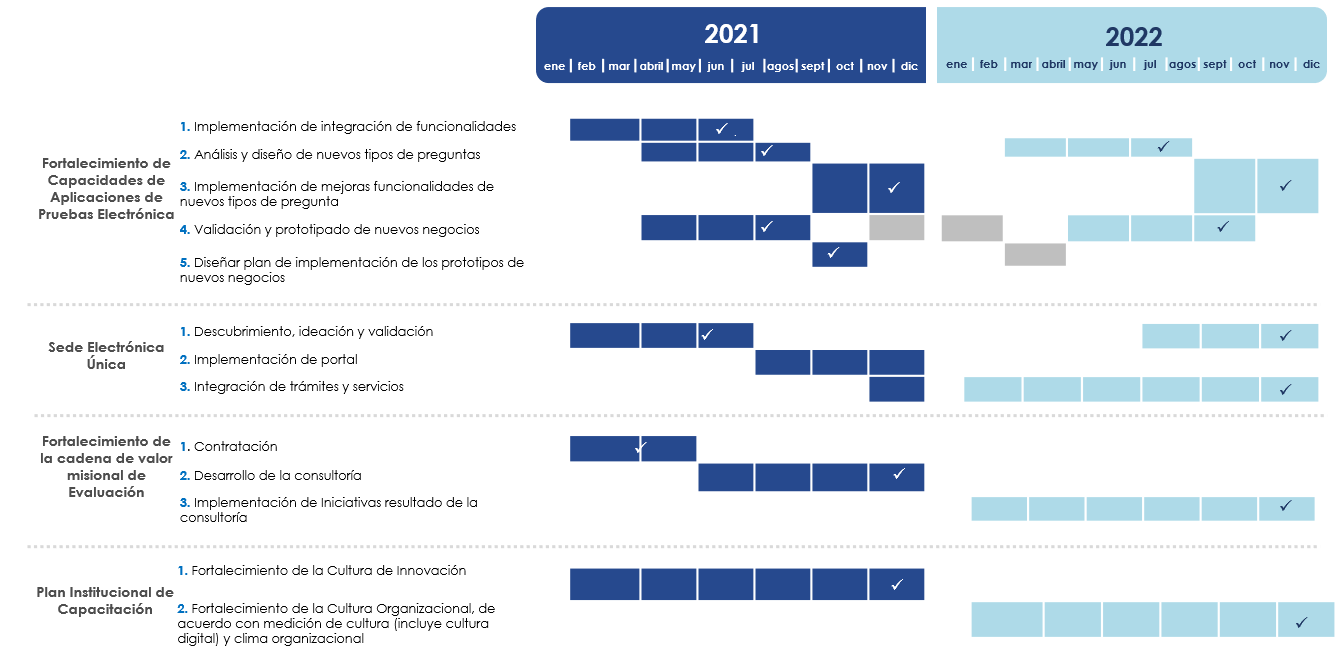 2021
ene | feb | mar | abril | may | jun | jul | agos | sept | oct | nov | dic
2022
ene | feb | mar | abril | may | jun | jul | agos | sept | oct | nov | dic
Fortalecimiento de
Capacidades de
Aplicaciones de
Pruebas Electrónica
1. Implementación de integración de funcionalidades
2. Análisis y diseño de nuevos tipos de preguntas
3. Implementación de mejoras funcionalidades de
nuevos tipos de pregunta
4. Validación y prototipado de nuevos negocios
5. Diseñar plan de implementación de los prototipos de
nuevos negocios
Sede Electrónica
Única
1. Descubrimiento, ideación y validación
2. Implementación de portal
3. Integración de trámites y servicios
Fortalecimiento de
la cadena de valor
misional de
Evaluación
1. Contratación
2. Desarrollo de la consultoría
3. Implementación de Iniciativas resultado de la
consultoría
Plan Institucional de
Capacitación
1. Fortalecimiento de la Cultura de Innovación
2. Fortalecimiento de la Cultura Organizacional, de
acuerdo con medición de cultura (incluye cultura
digital) y clima organizacional